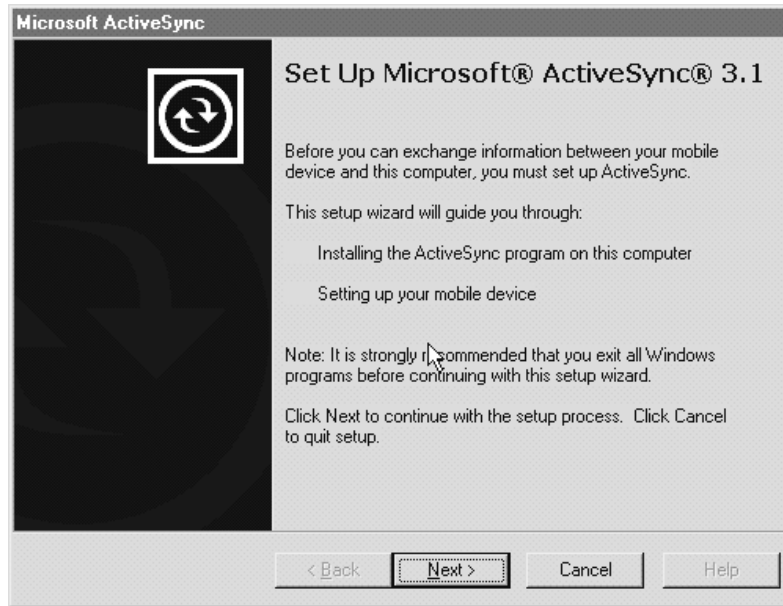 Microsoft ActiveSync
Set Up Microsoft® ActiveSync® 3.1
Before you can exchange information between your mobile
device and this computer, you must set up ActiveSync.
This setup wizard will guide you through:
Installing the ActiveSync program on this computer
Setting up your mobile device
Note: It is strongly recommended that you exit all Windows
programs before continuing with this setup wizard.
Click Next to continue with the setup process.  Click Cancel
to quit setup.
< Back
Next >
Cancel
Help